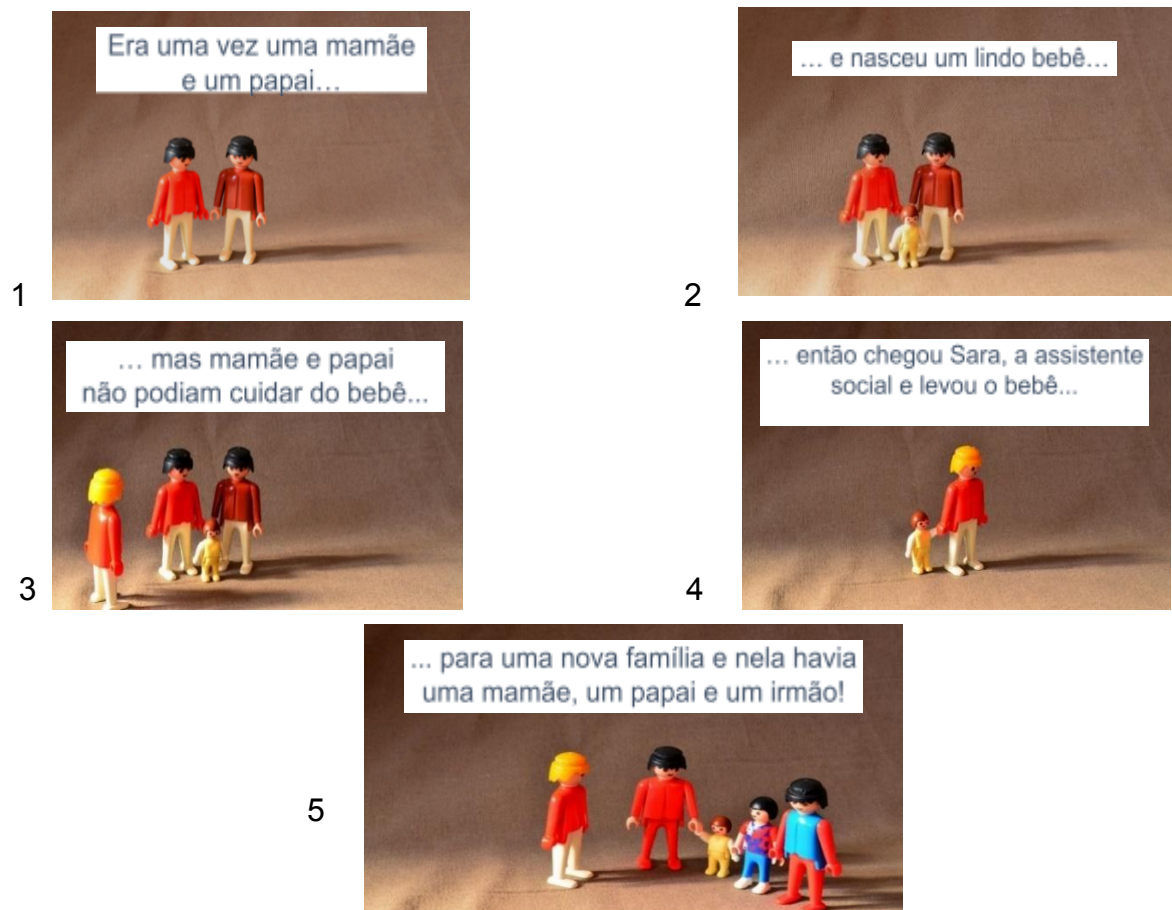 Era uma vez uma mamãe
e um papai...
1
... e nasceu um lindo bebê...
2
... mas mamãe e papai
não podiam cuidar do bebê...
3
... então chegou Sara, a assistente
social e levou o bebê...
4
... para uma nova família e nela havia
uma mamãe, um papai e um irmão!
5